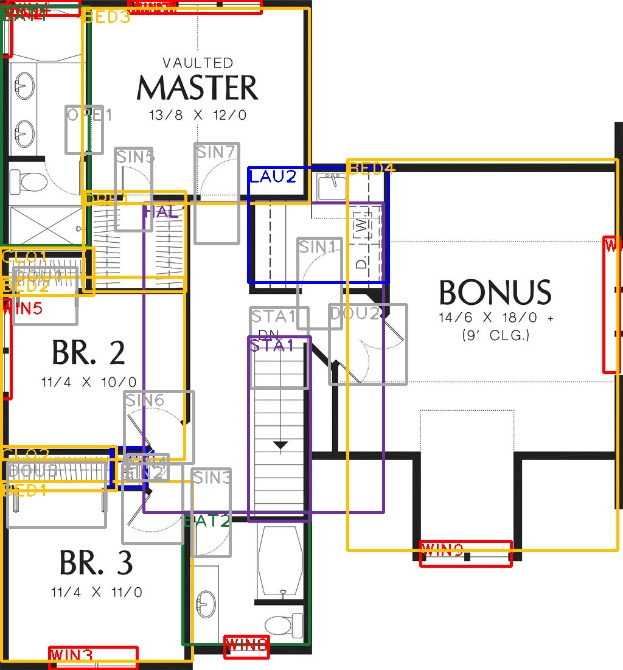 BED3
VAULTED
MASTER
13/8 X 12/0
OPE1
SIN5
SIN7
LAU2
BED4
HAL
W
D
CLO1
BED2
SIN1
WIN5
STA1
DOU2
DN
STA1
BONUS
14/6 X 18/0 +
(9' CLG.)
BR. 2
11/4 X 10/0
SIN6
CLO3
DOU3
SIN2
SIN3
BED1
BAT2
BR. 3
11/4 X 11/0
WIN9
WIN8
WIN3